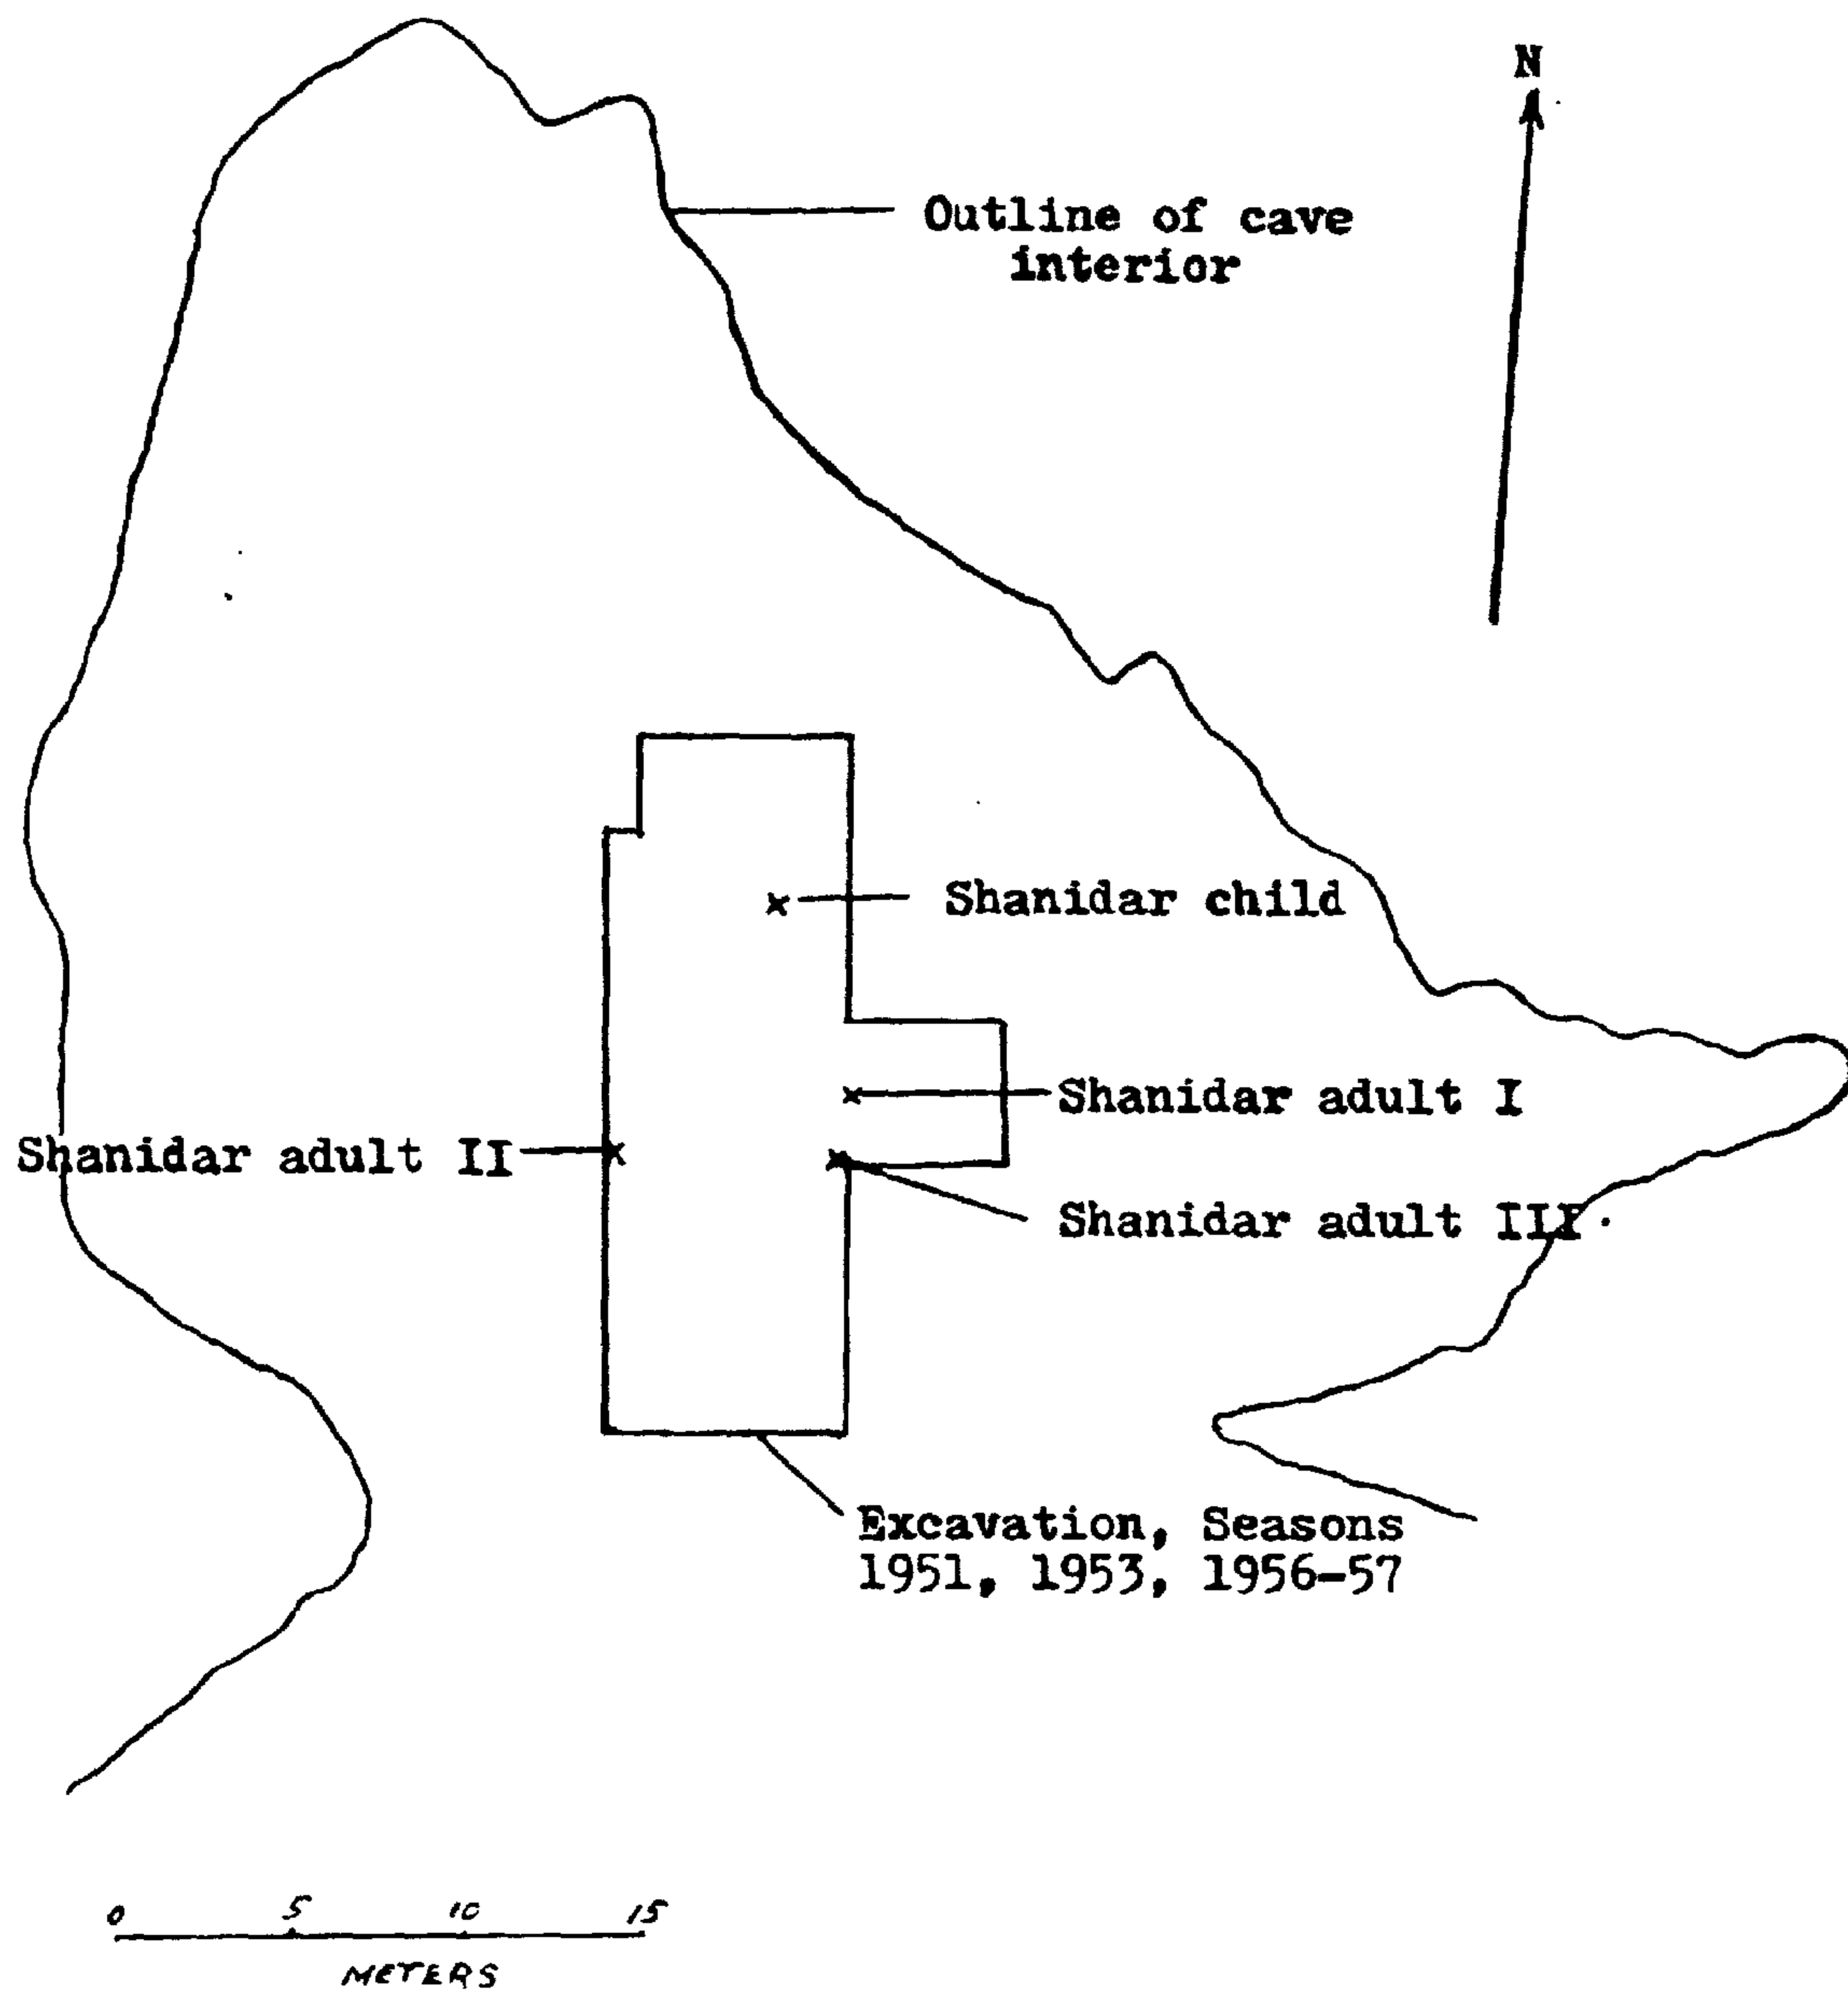 N
Outline of cave
interior
Shanidar child
Shanidar adult I
Shanidar adult II
Shanidar adult III
Excavation, Seasons
1951, 1953, 1956-57
0 5 10 15
METERS